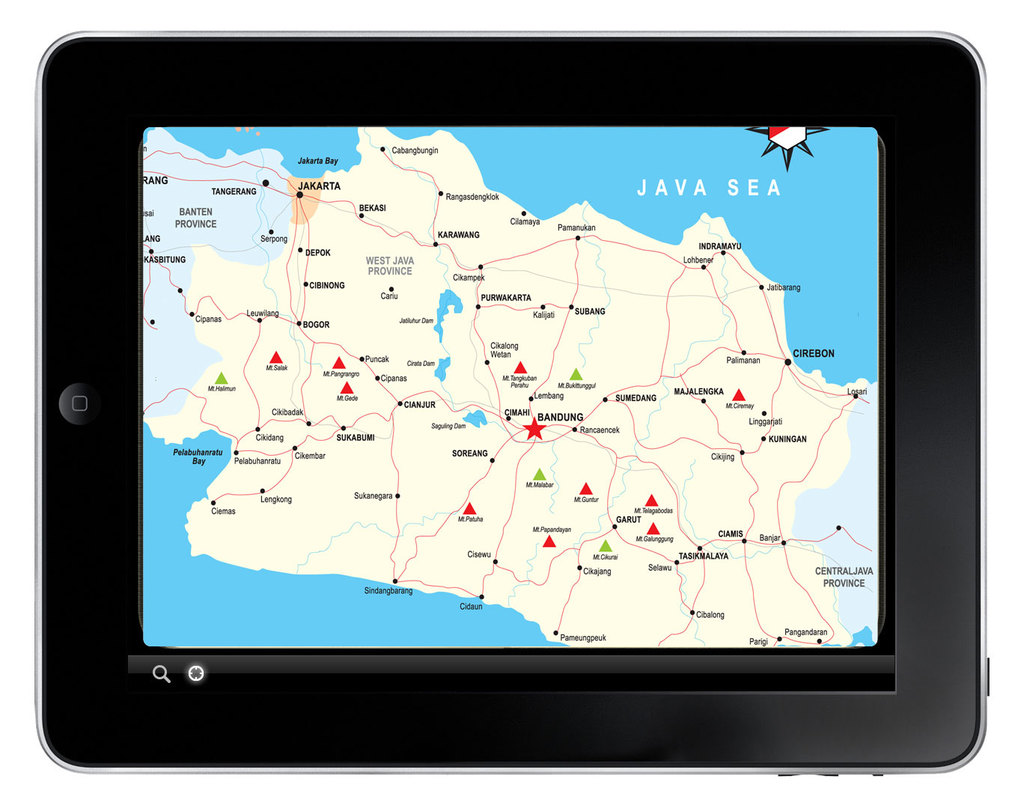 Cabangbungin
Jakarta Bay
JAVA SEA
RANG
TANGERANG
JAKARTA
Rangasdengklok
BEKASI
BANTEN
PROVINCE
usai
Cilamaya
Pamanukan
LANG
Serpong
KARAWANG
INDRAMAYU
DEPOK
KASBITUNG
WEST JAVA
PROVINCE
Lohbener
Cikampek
CIBINONG
Cariu
Jatibarang
PURWAKARTA
Cipanas
Leuwilang
BOGOR
Jatiluhur Dam
Kalijati
SUBANG
Cikalong
Wetan
Puncak
Cirata Dam
Palimanan
CIREBON
Mt.Salak
Mt.Pangrangro
Cipanas
Mt.Halimun
Mt.Gede
Mt.Tangkuban
Perahu
Mt.Bukittunggul
MAJALENGKA
Losari
Lembang
SUMEDANG
Mt.Ciremay
CIANJUR
Cikibadak
CIMAHI
BANDUNG
Linggarjati
Saguling Dam
Rancaencek
Cikidang
SUKABUMI
KUNINGAN
Pelabuhanratu
Bay
Pelabuhanratu
Cikembar
SOREANG
Cikijing
Mt.Malabar
Lengkong
Sukanegara
Mt.Guntur
Ciemas
Mt.Patuha
Mt.Telagabodas
Mt.Papandayan
GARUT
Mt.Galunggung
CIAMIS
Banjar
Cisewu
Mt.Cikurai
TASIKMALAYA
Selawu
CENTRALJAVA
PROVINCE
Cikajang
Sindangbarang
Cidaun
Cibalong
Pameungpeuk
Pangandaran
Parigi